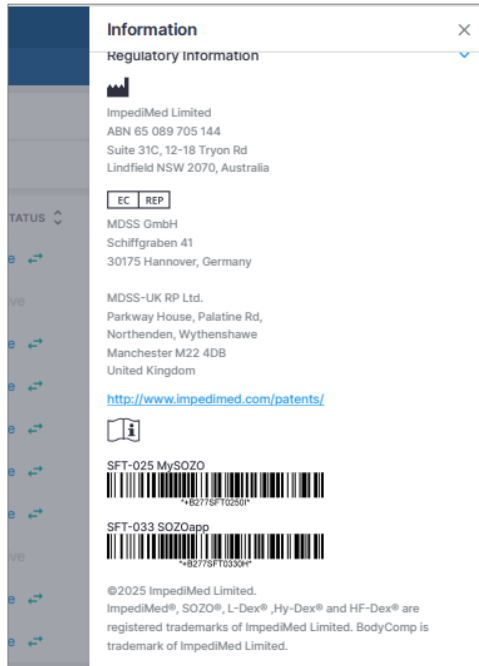 Information
Regulatory Information
ImpediMed Limited
ABN 65 089 705 144
Suite 31C, 12-18 Tryon Rd
Lindfield NSW 2070, Australia
EC REP
MDSS GmbH
Schiffgraben 41
30175 Hannover, Germany
MDSS-UK RP Ltd.
Parkway House, Palatine Rd,
Northenden, Wythenshawe
Manchester M22 4DB
United Kingdom
http://www.impedimed.com/patents/
SFT-025 MySOZO
*+B277SFT0250I*
SFT-033 SOZOapp
*+B277SFT0330H*
©2025 ImpediMed Limited.
ImpediMed®, SOZO®, L-Dex® ,Hy-Dex® and HF-Dex® are
registered trademarks of ImpediMed Limited. BodyComp is
trademark of ImpediMed Limited.